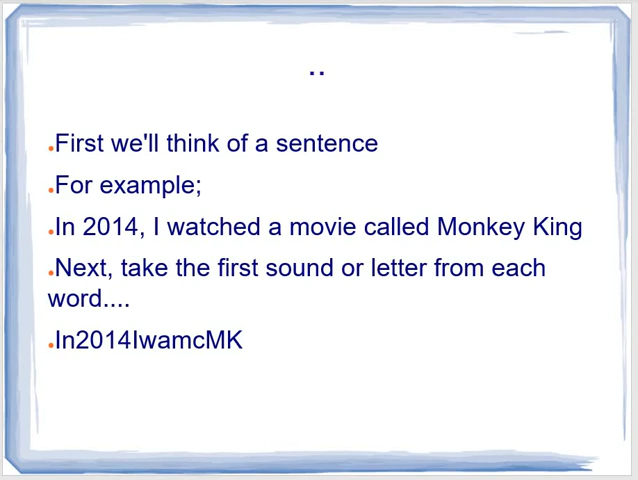 ..
●First we'll think of a sentence
●For example;
●In 2014, I watched a movie called Monkey King
●Next, take the first sound or letter from each
word....
●In2014IwamcMK